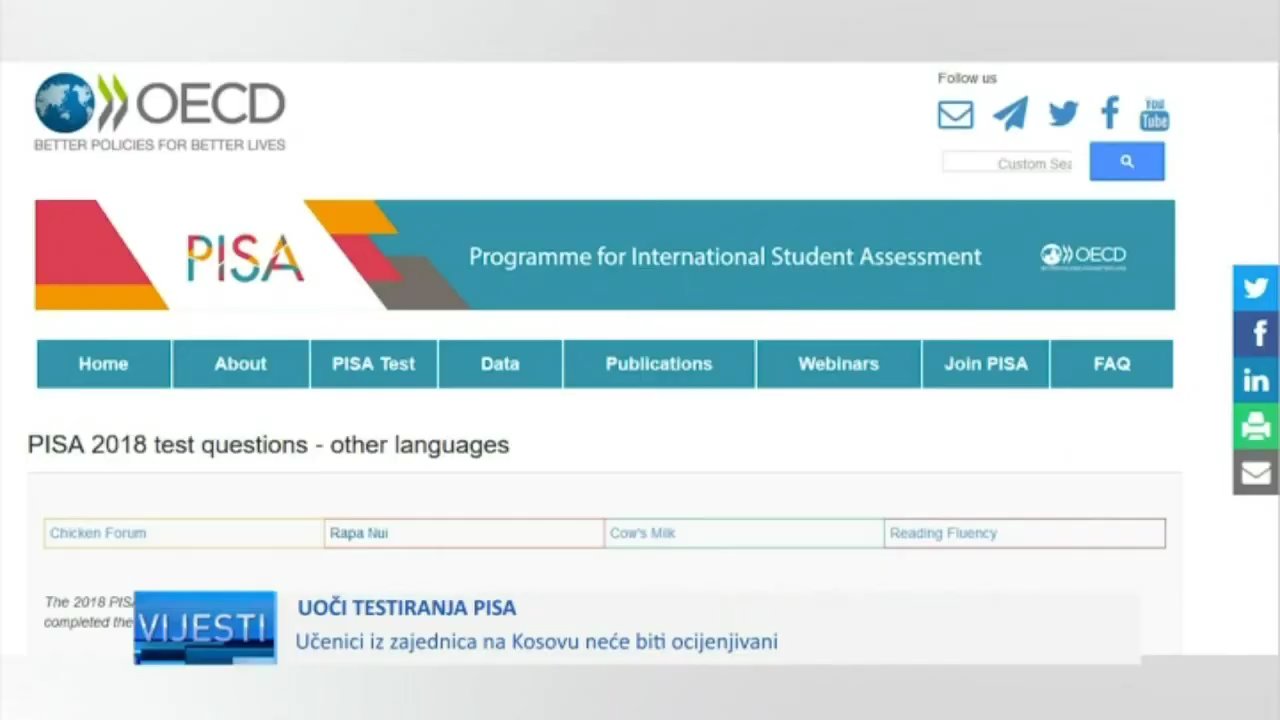 OECD
BETTER POLICIES FOR BETTER LIVES
Follow us
You
Tube
Custom Sea
PISA
Programme for International Student Assessment
OECD
Home
About
PISA Test
Data
Publications
Webinars
Join PISA
FAQ
PISA 2018 test questions - other languages
Chicken Forum
Rapa Nui
Cow's Milk
Reading Fluency
The 2018 PISA
completed the
VIJESTI
UOČI TESTIRANJA PISA
Učenici iz zajednica na Kosovu neće biti ocijenjivani